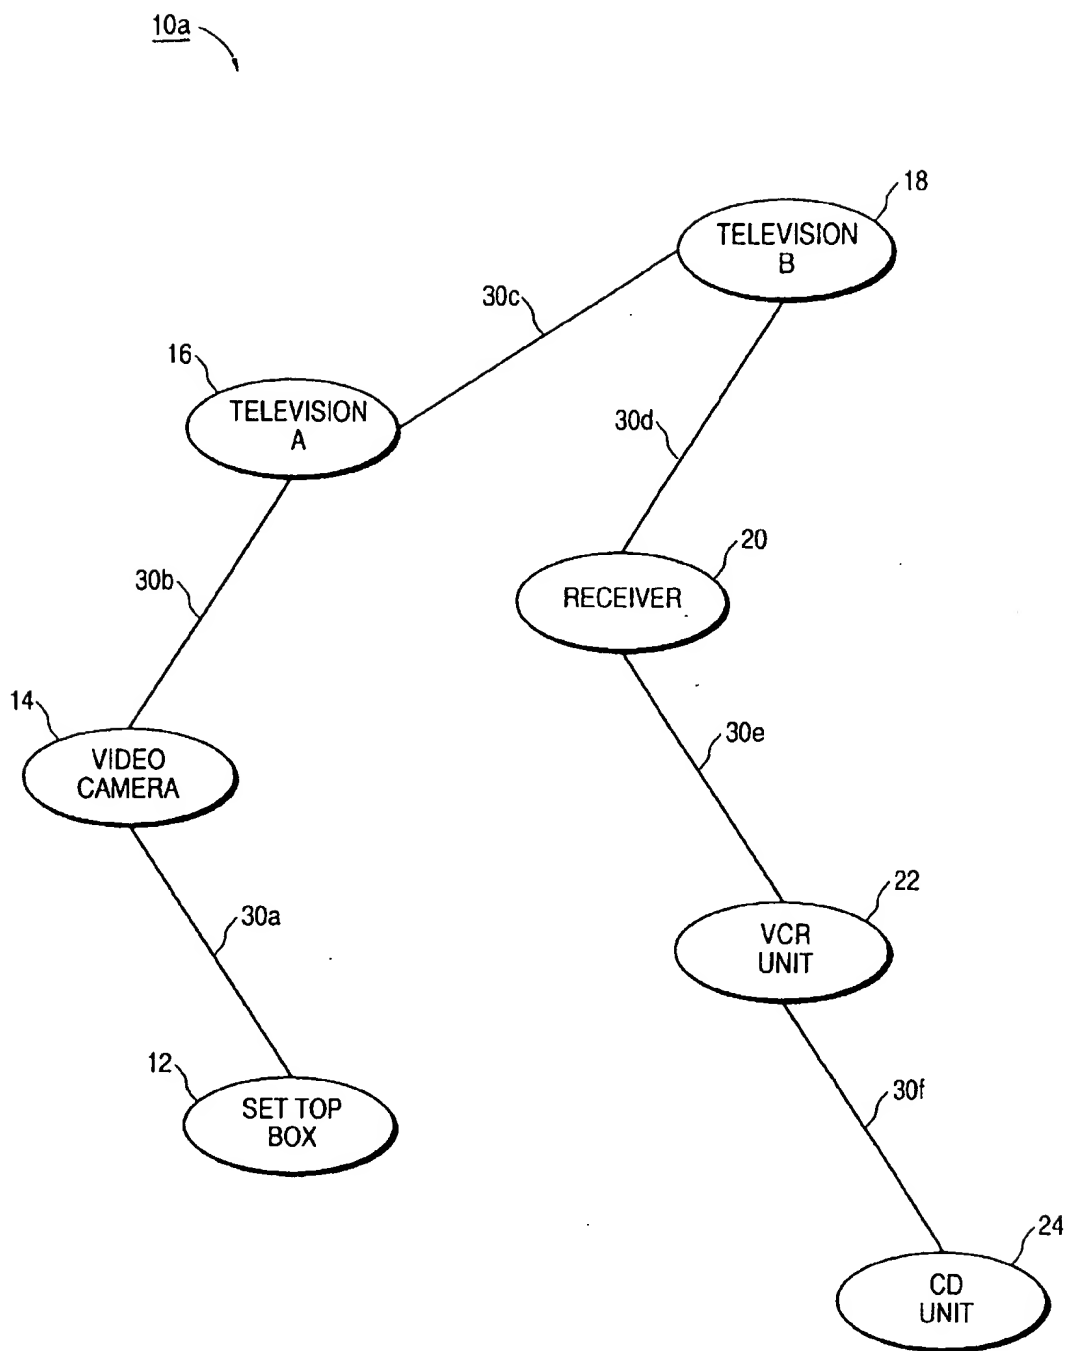 10a
18
TELEVISION
B
30c
16
TELEVISION
A
30d
20
RECEIVER
30b
14
VIDEO
CAMERA
30e
22
VCR
UNIT
30a
12
SET TOP
BOX
30f
24
CD
UNIT